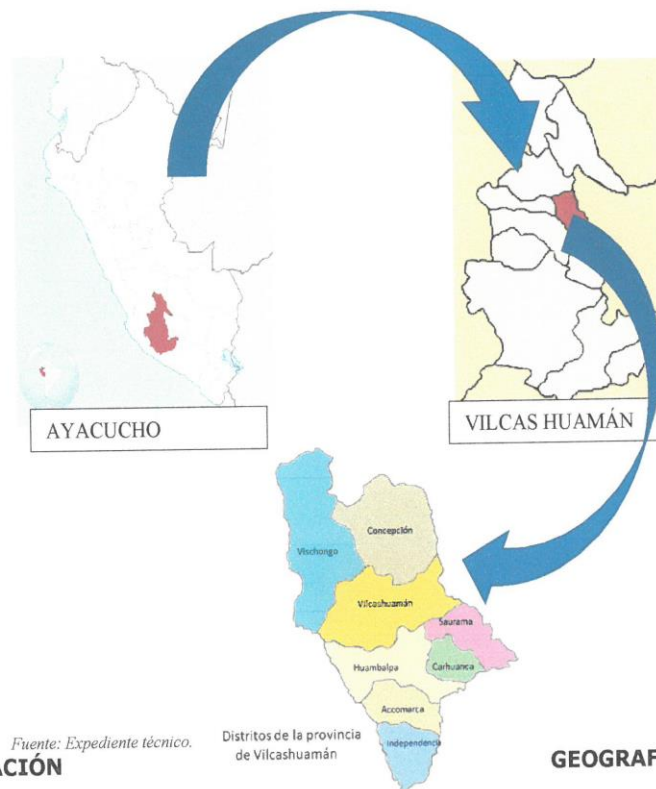 AYACUCHO
VILCAS HUAMÁN
Concepción
Vischongo
Vilcashuamán
Saurama
Huambalpa
Carhuanca
Accomarca
Independencia
Fuente: Expediente técnico.
Distritos de la provincia
de Vilcashuamán
ACIÓN
GEOGRAF